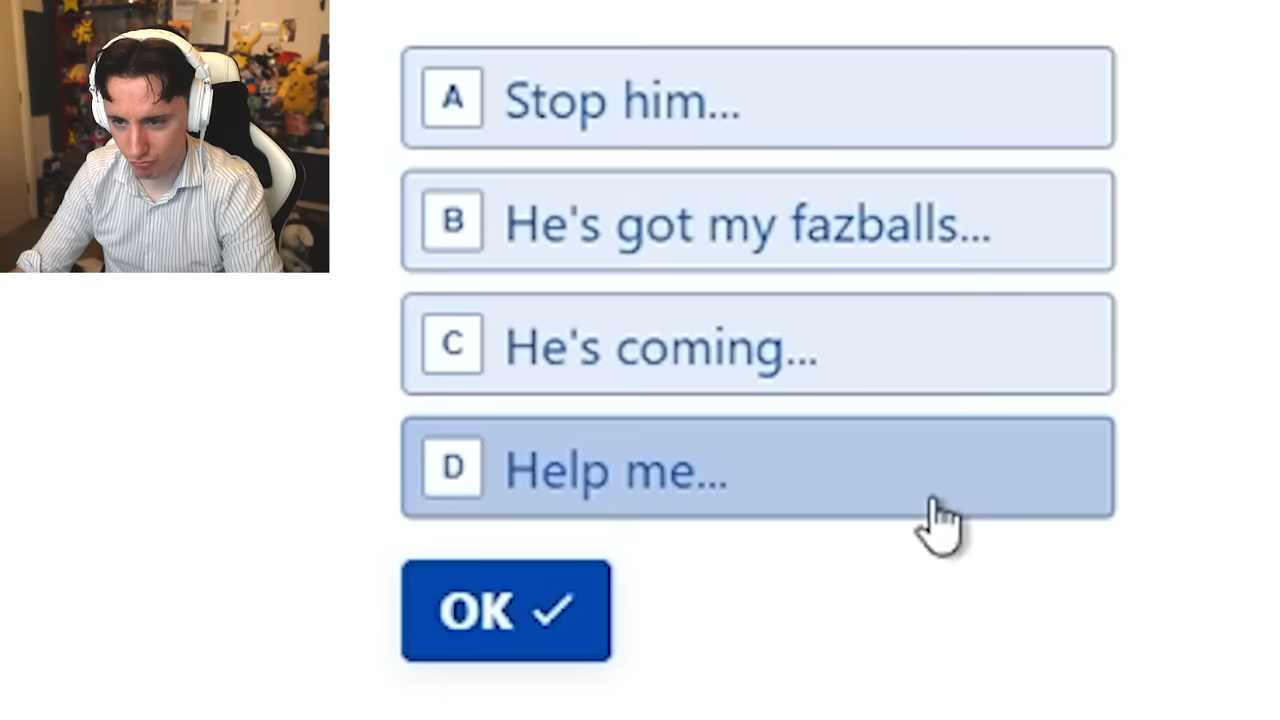 A Stop him...
B He's got my fazballs...
C He's coming...
D Help me...
OK